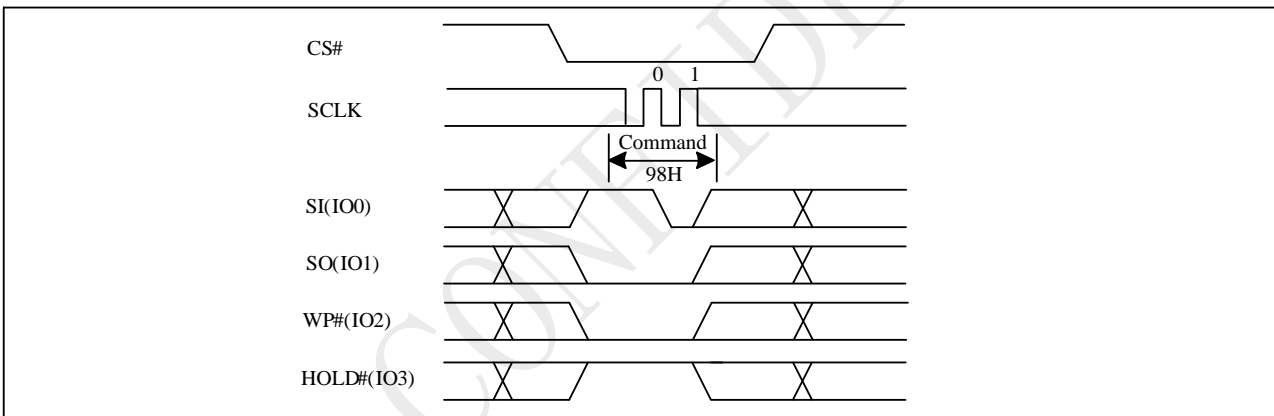 CS#
0 1
SCLK
Command
98H
SI(IO0)
SO(IO1)
WP#(IO2)
HOLD#(IO3)